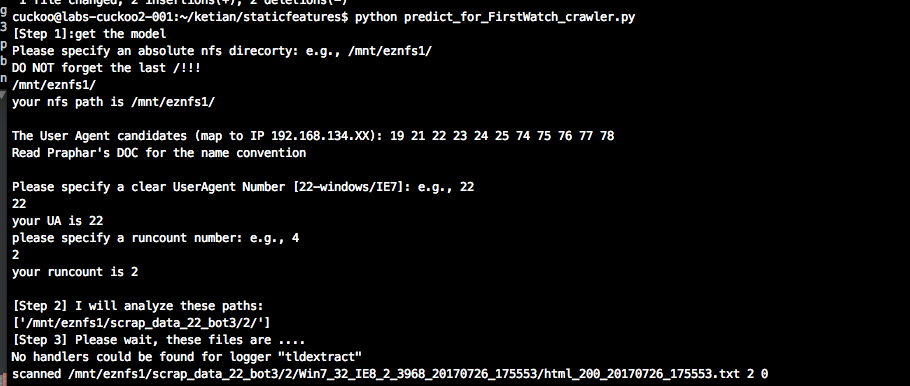 1 file changed, 2 insertions(+), 2 deletions(-)
cuckoo@labs-cuckoo2-001:~/ketian/staticfeatures$ python predict_for_FirstWatch_crawler.py
[Step 1]:get the model
Please specify an absolute nfs direcorty: e.g., /mnt/eznfs1/
DO NOT forget the last /!!!
/mnt/eznfs1/
your nfs path is /mnt/eznfs1/
The User Agent candidates (map to IP 192.168.134.XX): 19 21 22 23 24 25 74 75 76 77 78
Read Praphar's DOC for the name convention
Please specify a clear UserAgent Number [22-windows/IE7]: e.g., 22
22
your UA is 22
please specify a runcount number: e.g., 4
2
your runcount is 2
[Step 2] I will analyze these paths:
['/mnt/eznfs1/scrap_data_22_bot3/2/']
[Step 3] Please wait, these files are ....
No handlers could be found for logger "tldextract"
scanned /mnt/eznfs1/scrap_data_22_bot3/2/Win7_32_IE8_2_3968_20170726_175553/html_200_20170726_175553.txt 2 0